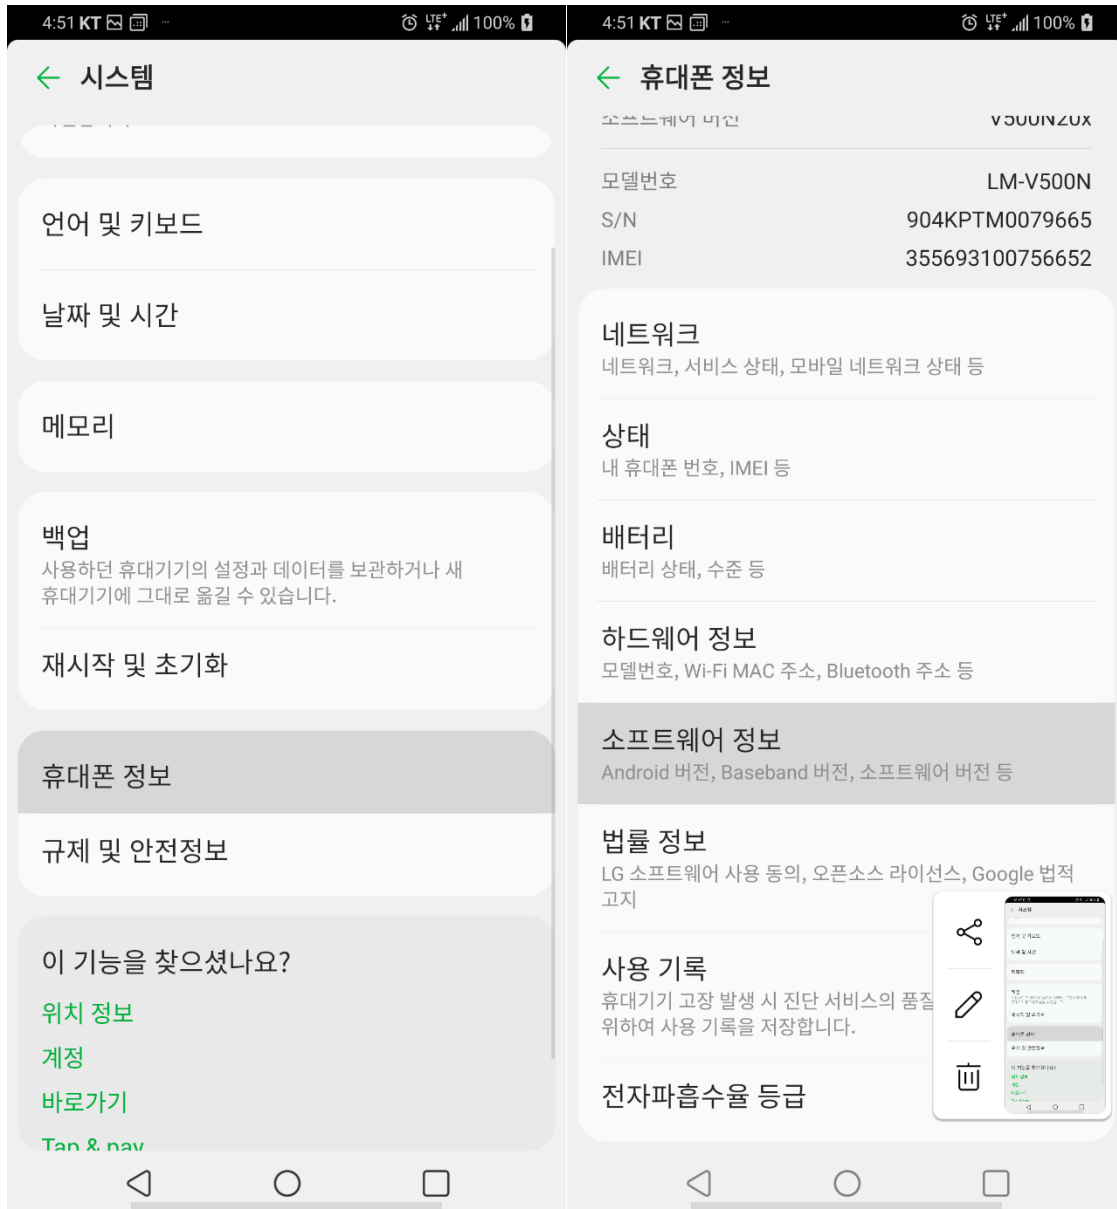 4:51 KT
LTE+ 100%
시스템
언어 및 키보드
날짜 및 시간
메모리
백업
사용하던 휴대기기의 설정과 데이터를 보관하거나 새
휴대기기에 그대로 옮길 수 있습니다.
재시작 및 초기화
휴대폰 정보
규제 및 안전정보
이 기능을 찾으셨나요?
위치 정보
계정
바로가기
Tap & pay
4:51 KT
LTE+ 100%
휴대폰 정보
소프트웨어 버전 V500N20x
모델번호 LM-V500N
S/N 904KPTM0079665
IMEI 355693100756652
네트워크
네트워크, 서비스 상태, 모바일 네트워크 상태 등
상태
내 휴대폰 번호, IMEI 등
배터리
배터리 상태, 수준 등
하드웨어 정보
모델번호, Wi-Fi MAC 주소, Bluetooth 주소 등
소프트웨어 정보
Android 버전, Baseband 버전, 소프트웨어 버전 등
법률 정보
LG 소프트웨어 사용 동의, 오픈소스 라이선스, Google 법적
고지
사용 기록
휴대기기 고장 발생 시 진단 서비스의 품질
위하여 사용 기록을 저장합니다.
전자파흡수율 등급